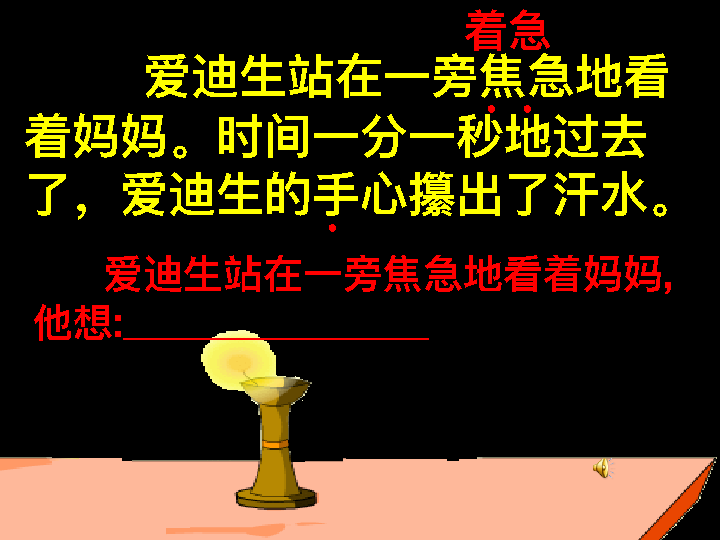 着急
爱迪生站在一旁焦急地看
着妈妈。时间一分一秒地过去
了，爱迪生的手心攥出了汗水。
爱迪生站在一旁焦急地看着妈妈,
他想:_______________